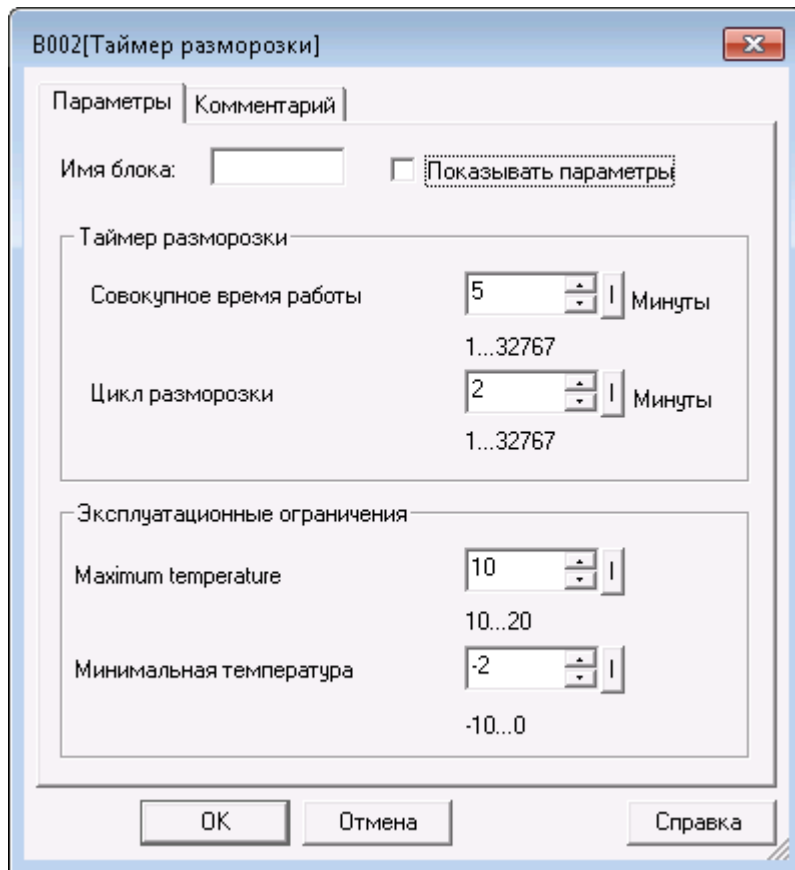 B002[Таймер разморозки]
Параметры Комментарий
Имя блока: Показывать параметры
Таймер разморозки
Совокупное время работы 5 I Минуты
1...32767
Цикл разморозки 2 I Минуты
1...32767
Эксплуатационные ограничения
Maximum temperature 10 I
10...20
Минимальная температура -2 I
-10...0
OK Отмена Справка